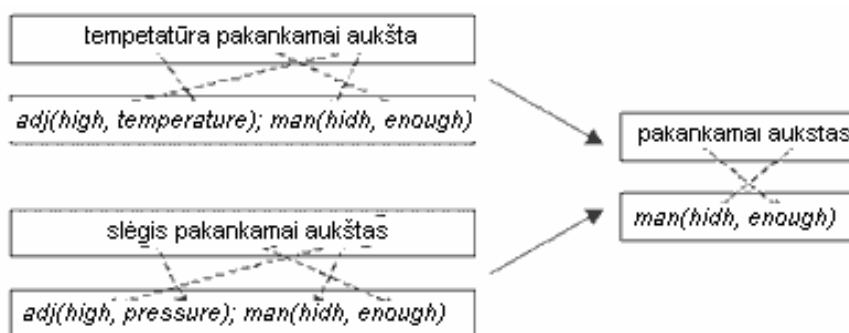 tempetatūra pakankamai aukšta
adj(high, temperature); man(hidh, enough)
pakankamai aukstas
man(hidh, enough)
slėgis pakankamai aukštas
adj(high, pressure); man(hidh, enough)